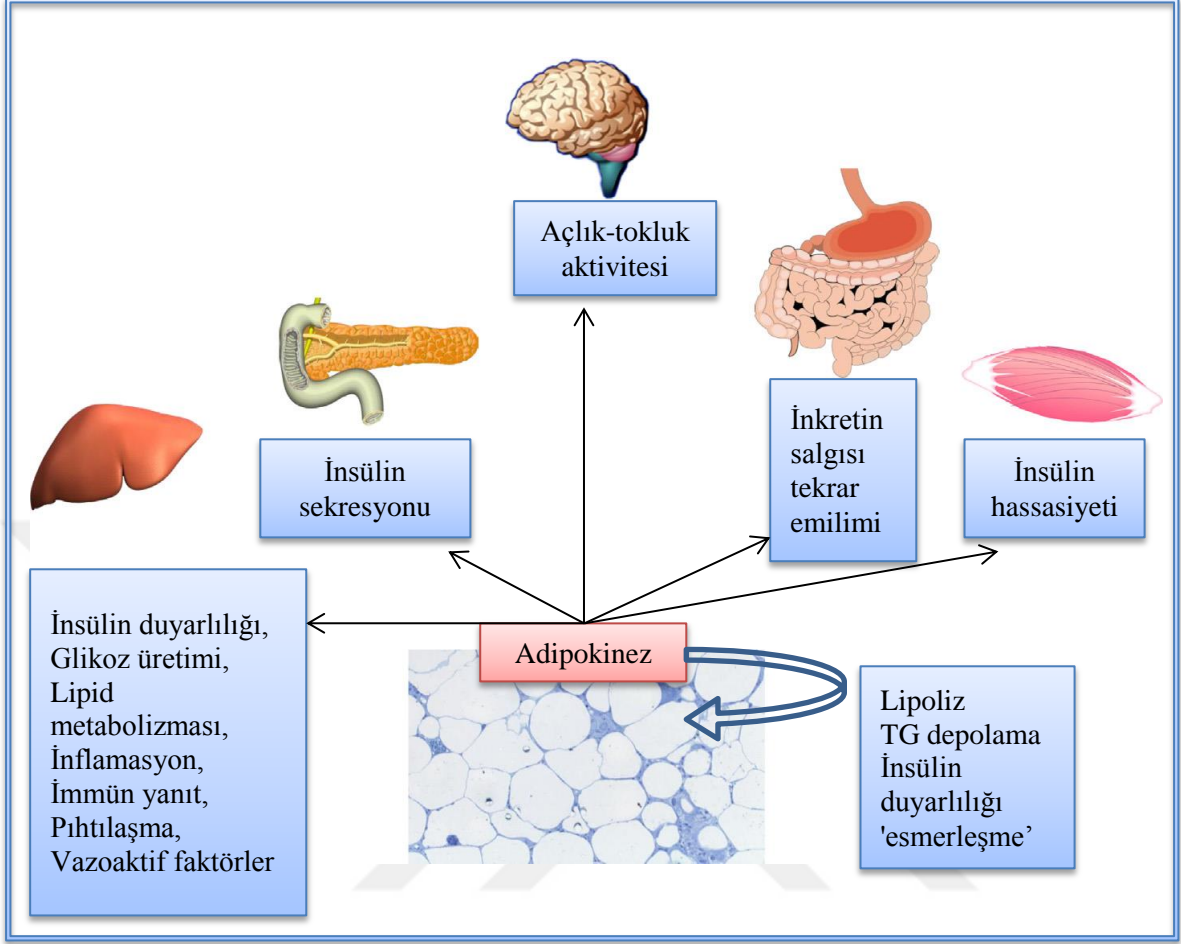 Açlık-tokluk
aktivitesi
İnsülin
sekresyonu
İnkretin
salgısı
tekrar
emilimi
İnsülin
hassasiyeti
İnsülin duyarlılığı,
Glikoz üretimi,
Lipid
metabolizması,
İnflamasyon,
İmmün yanıt,
Pıhtılaşma,
Vazoaktif faktörler
Adipokinez
Lipoliz
TG depolama
İnsülin
duyarlılığı
'esmerleşme’